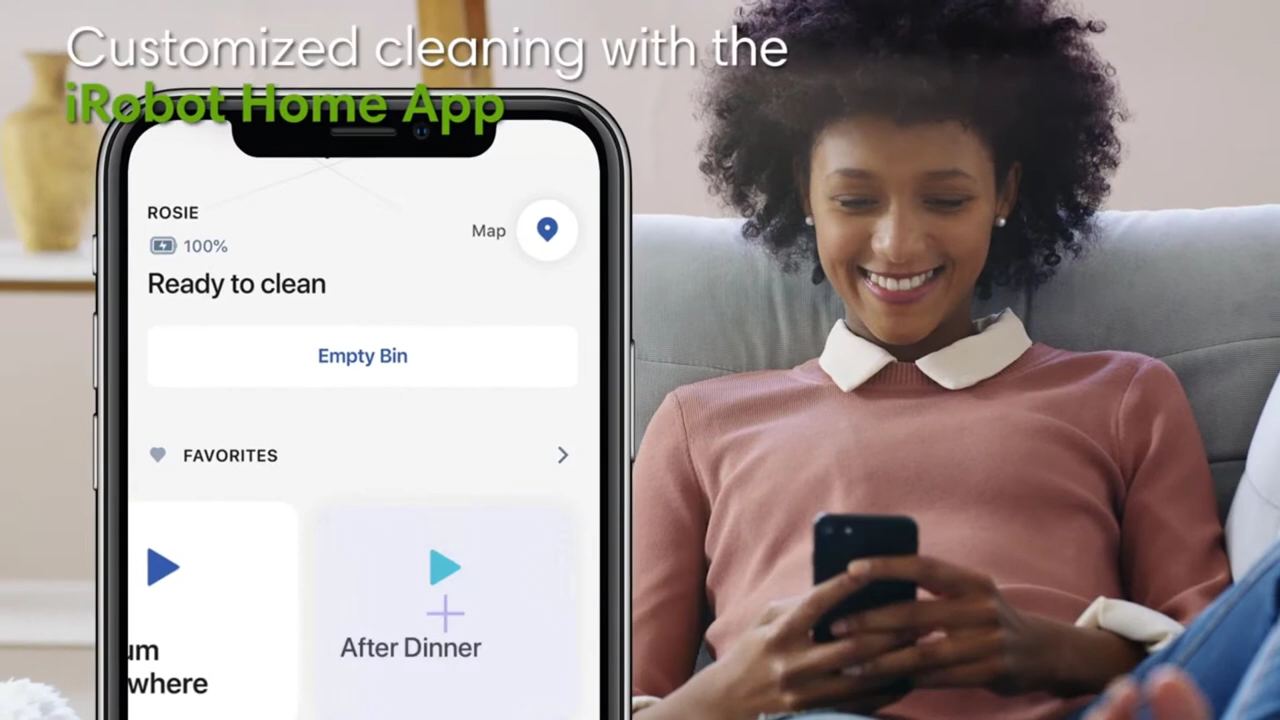 Customized cleaning with the
iRobot Home App
ROSIE
100%
Map
Ready to clean
Empty Bin
FAVORITES
um
where
After Dinner